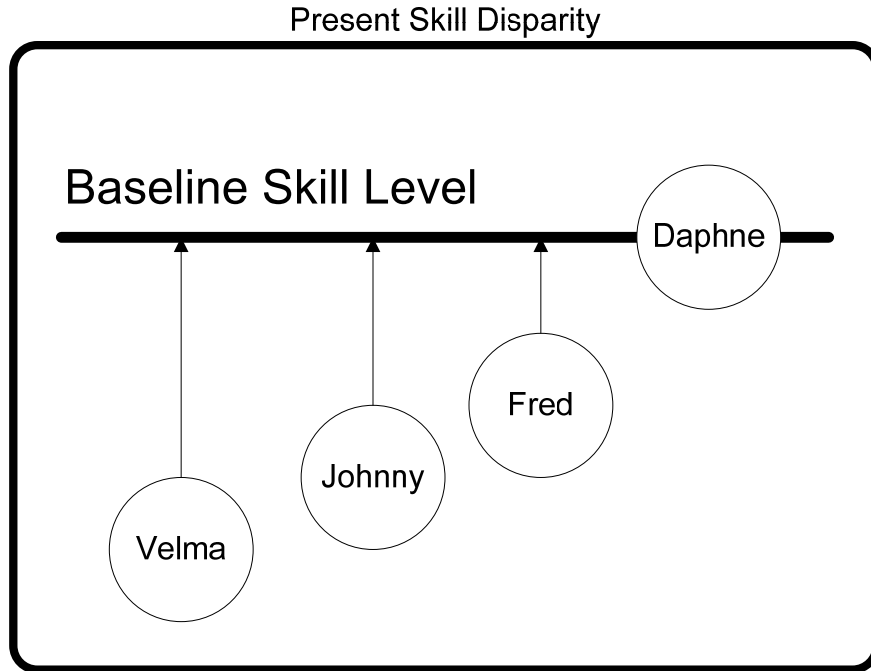 Present Skill Disparity
Baseline Skill Level
Daphne
Fred
Johnny
Velma